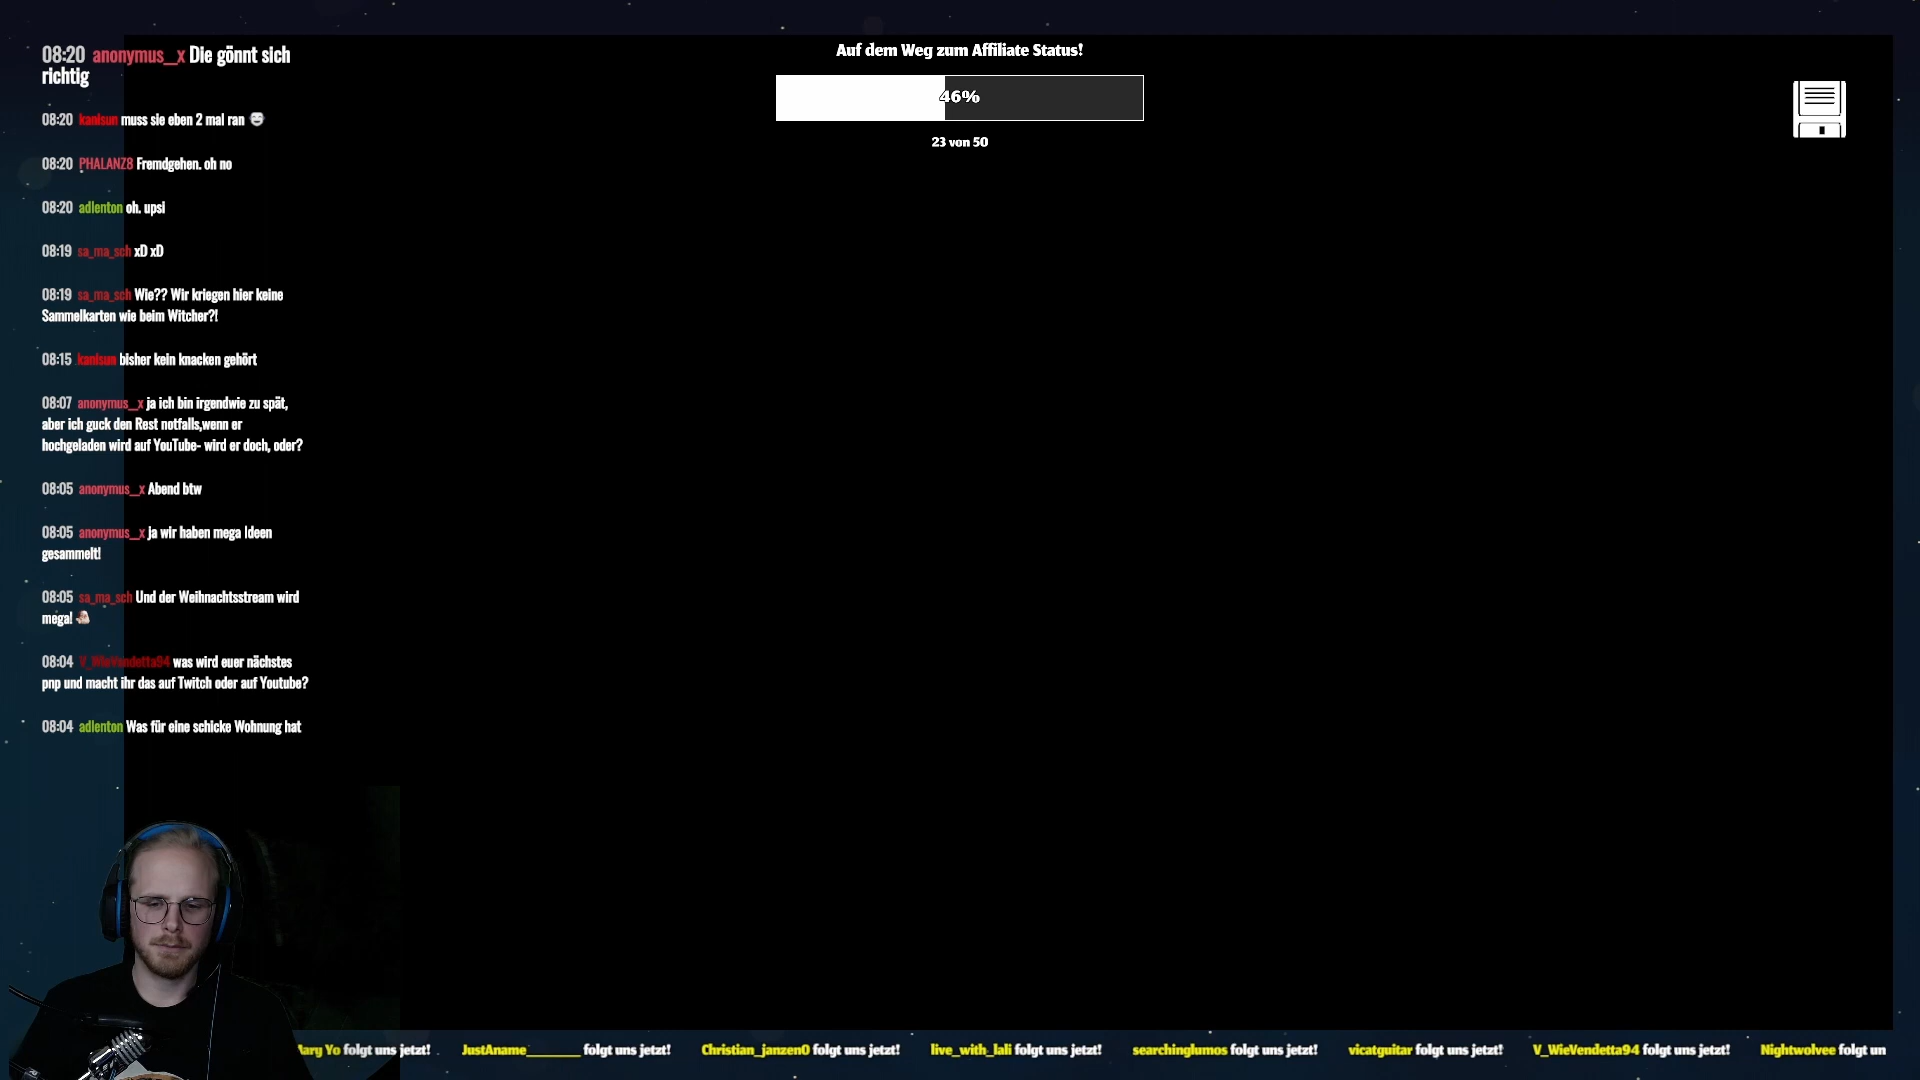 08:20 anonymus__x Die gönnt sich
richtig
08:20 kanisun muss sie eben 2 mal ran
08:20 PHALANZ8 Fremdgehen. oh no
08:20 adlenton oh. upsi
08:19 sa_ma_sch xD xD
08:19 sa_ma_sch Wie?? Wir kriegen hier keine
Sammelkarten wie beim Witcher?!
08:15 kanisun bisher kein knacken gehört
08:07 anonymus__x ja ich bin irgendwie zu spät,
aber ich guck den Rest notfalls,wenn er
hochgeladen wird auf YouTube- wird er doch, oder?
08:05 anonymus__x Abend btw
08:05 anonymus__x ja wir haben mega Ideen
gesammelt!
08:05 sa_ma_sch Und der Weihnachtsstream wird
mega!
08:04 V_WieVendetta94 was wird euer nächstes
pnp und macht ihr das auf Twitch oder auf Youtube?
08:04 adlenton Was für eine schicke Wohnung hat
Auf dem Weg zum Affiliate Status!
46%
23 von 50
Mary Yo folgt uns jetzt! JustAname________ folgt uns jetzt! Christian_janzen0 folgt uns jetzt! live_with_lali folgt uns jetzt! searchinglumos folgt uns jetzt! vicatguitar folgt uns jetzt! V_WieVendetta94 folgt uns jetzt! Nightwolvee folgt un